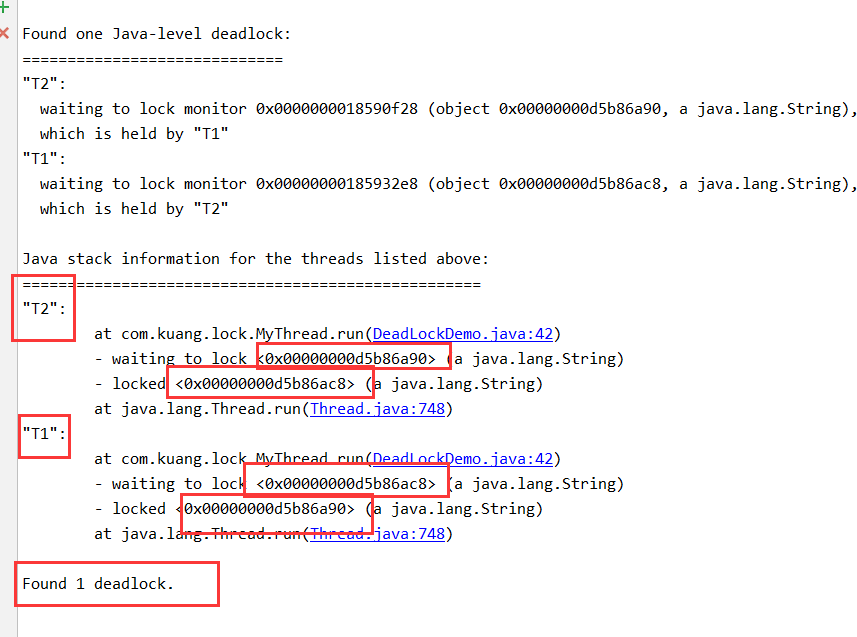 Found one Java-level deadlock:
=============================
"T2":
  waiting to lock monitor 0x0000000018590f28 (object 0x00000000d5b86a90, a java.lang.String),
  which is held by "T1"
"T1":
  waiting to lock monitor 0x00000000185932e8 (object 0x00000000d5b86ac8, a java.lang.String),
  which is held by "T2"
Java stack information for the threads listed above:
===================================================
"T2":
        at com.kuang.lock.MyThread.run(DeadLockDemo.java:42)
        - waiting to lock <0x00000000d5b86a90> (a java.lang.String)
        - locked <0x00000000d5b86ac8> (a java.lang.String)
        at java.lang.Thread.run(Thread.java:748)
"T1":
        at com.kuang.lock.MyThread.run(DeadLockDemo.java:42)
        - waiting to lock <0x00000000d5b86ac8> (a java.lang.String)
        - locked <0x00000000d5b86a90> (a java.lang.String)
        at java.lang.Thread.run(Thread.java:748)
Found 1 deadlock.